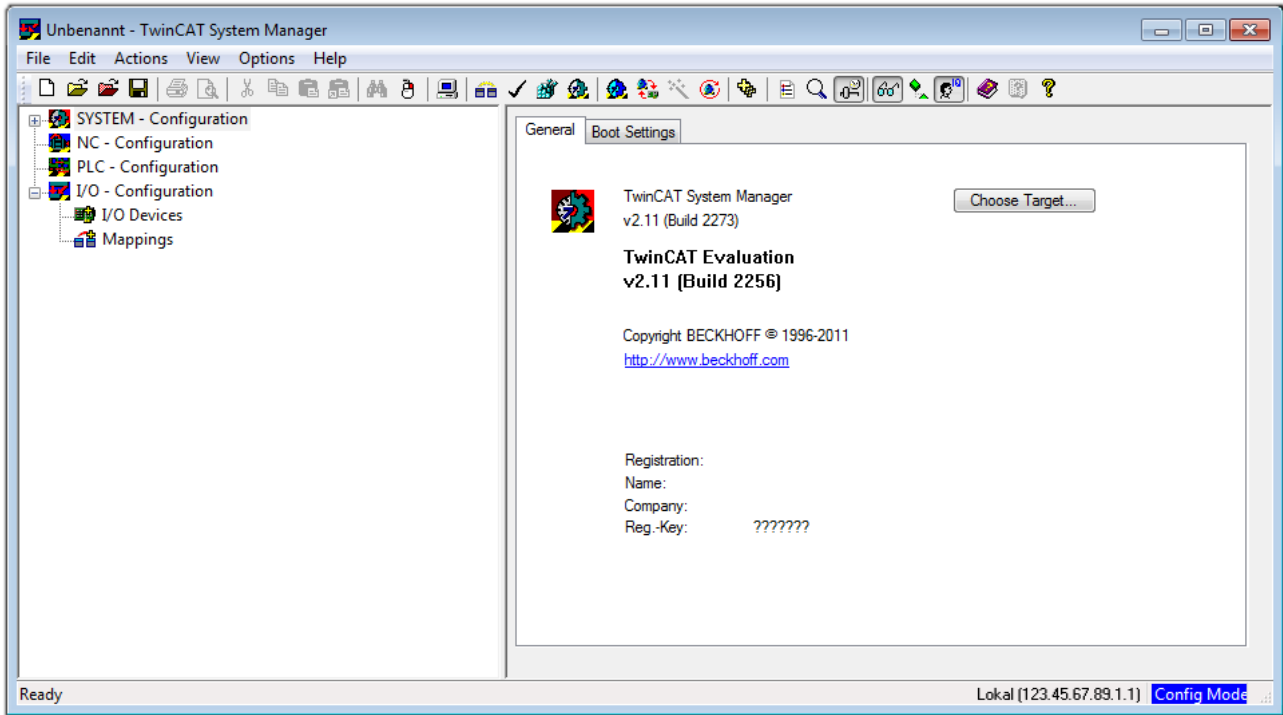 Unbenannt - TwinCAT System Manager
File Edit Actions View Options Help
SYSTEM - Configuration
NC - Configuration
PLC - Configuration
I/O - Configuration
I/O Devices
Mappings
General Boot Settings
TwinCAT System Manager
v2.11 (Build 2273)
Choose Target...
TwinCAT Evaluation
v2.11 (Build 2256)
Copyright BECKHOFF © 1996-2011
http://www.beckhoff.com
Registration:
Name:
Company:
Reg.-Key: ???????
Ready Lokal (123.45.67.89.1.1) Config Mode